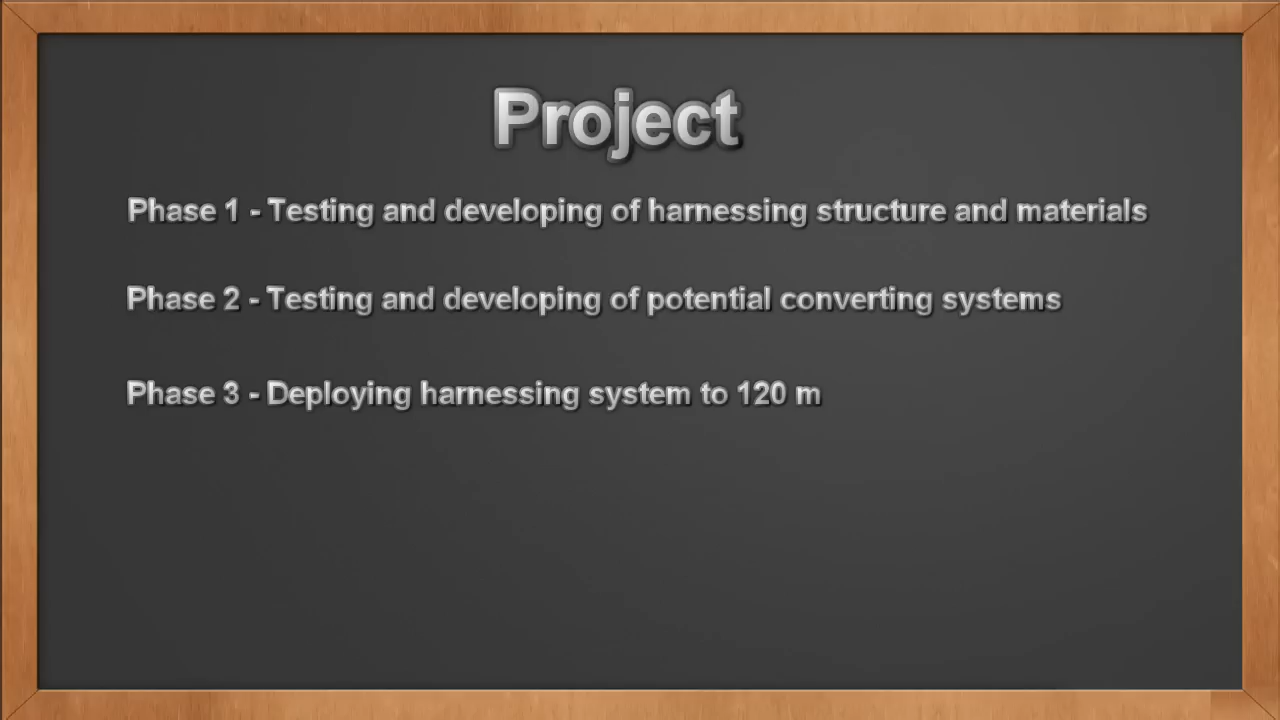 Project
Phase 1 - Testing and developing of harnessing structure and materials
Phase 2 - Testing and developing of potential converting systems
Phase 3 - Deploying harnessing system to 120 m